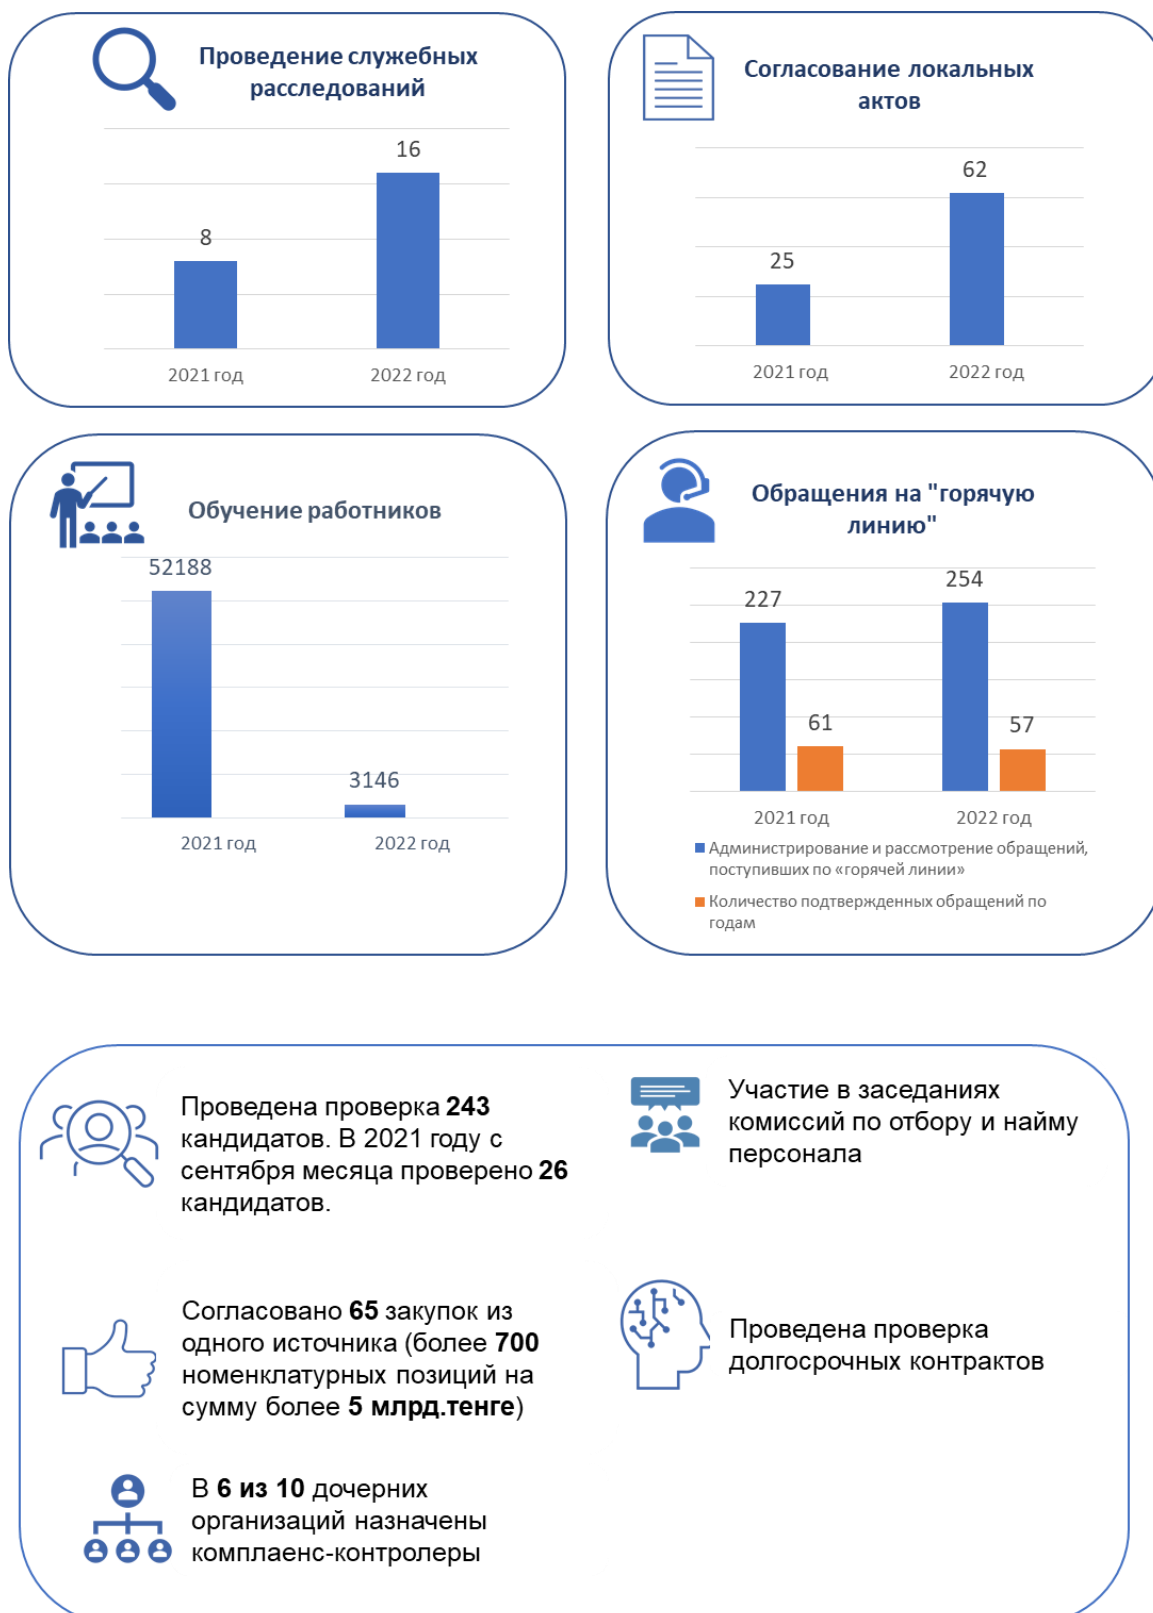 Проведение служебных
расследований
16
8
2021 год
2022 год
Согласование локальных
актов
62
25
2021 год
2022 год
Обучение работников
52188
3146
2021 год
2022 год
Обращения на "горячую
линию"
227
254
61
57
2021 год
2022 год
Администрирование и рассмотрение обращений,
поступивших по «горячей линии»
Количество подтвержденных обращений по
годам
Проведена проверка 243
кандидатов. В 2021 году с
сентября месяца проверено 26
кандидатов.
Участие в заседаниях
комиссий по отбору и найму
персонала
Согласовано 65 закупок из
одного источника (более 700
номенклатурных позиций на
сумму более 5 млрд.тенге)
Проведена проверка
долгосрочных контрактов
В 6 из 10 дочерних
организаций назначены
комплаенс-контролеры